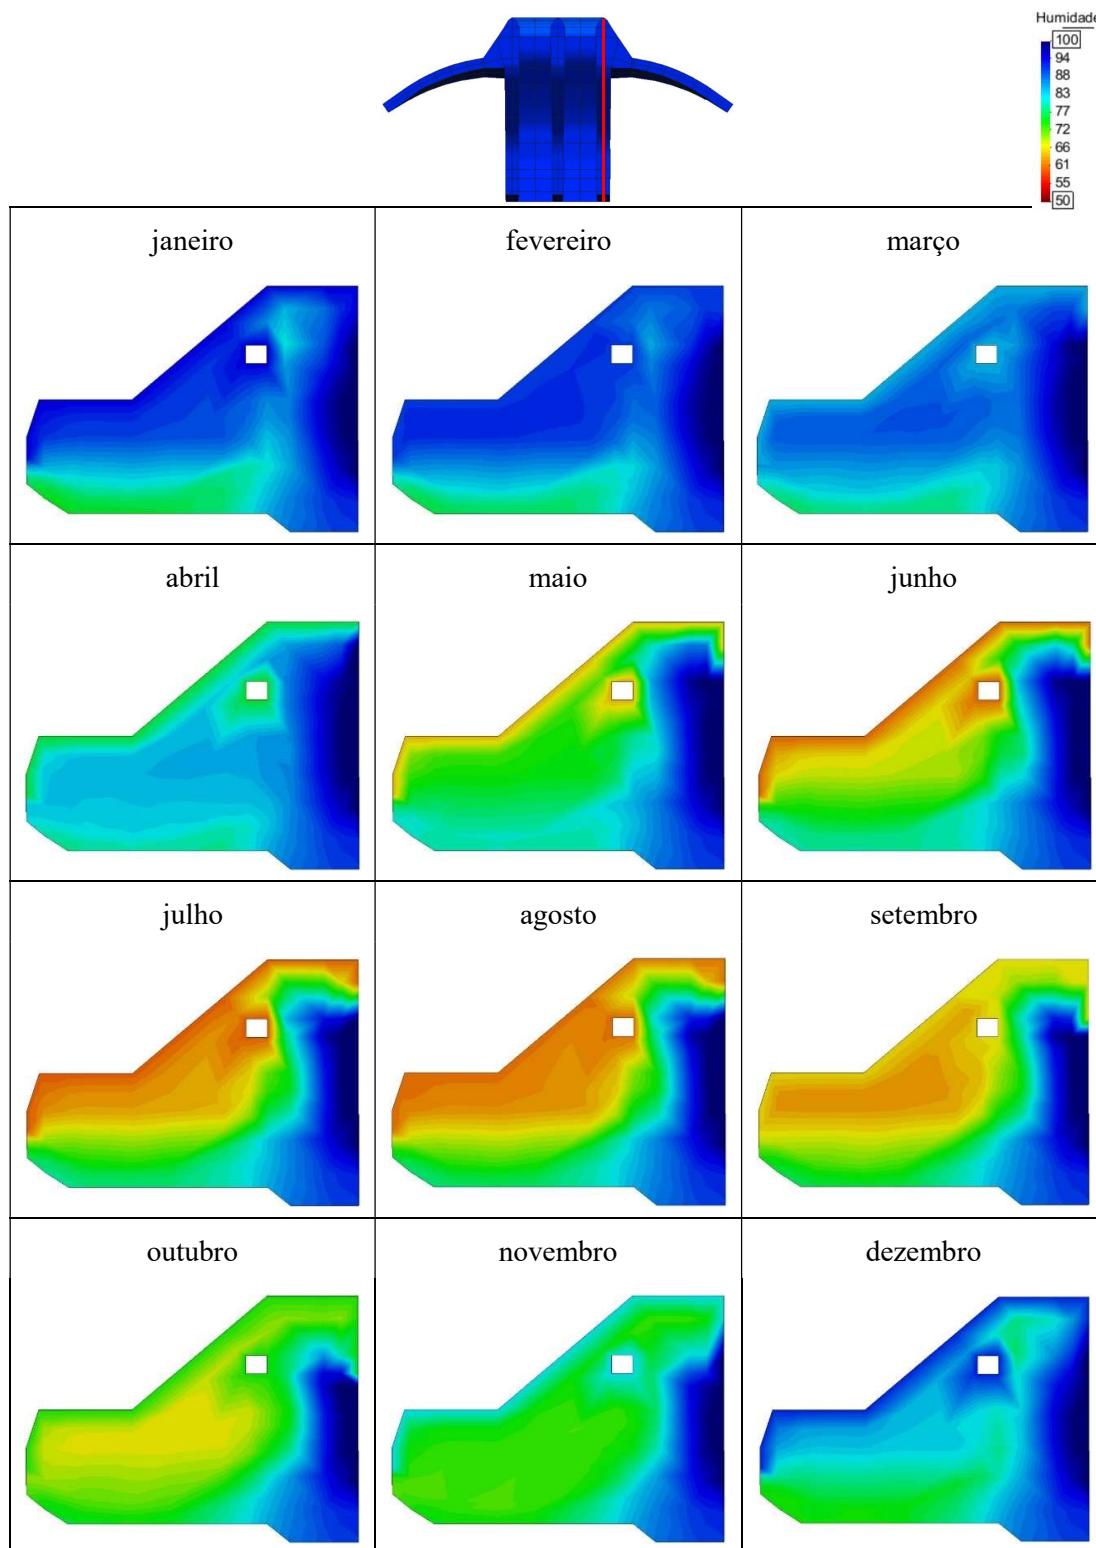 Humidade
100
94
88
83
77
72
66
61
55
50
janeiro
fevereiro
março
abril
maio
junho
julho
agosto
setembro
outubro
novembro
dezembro